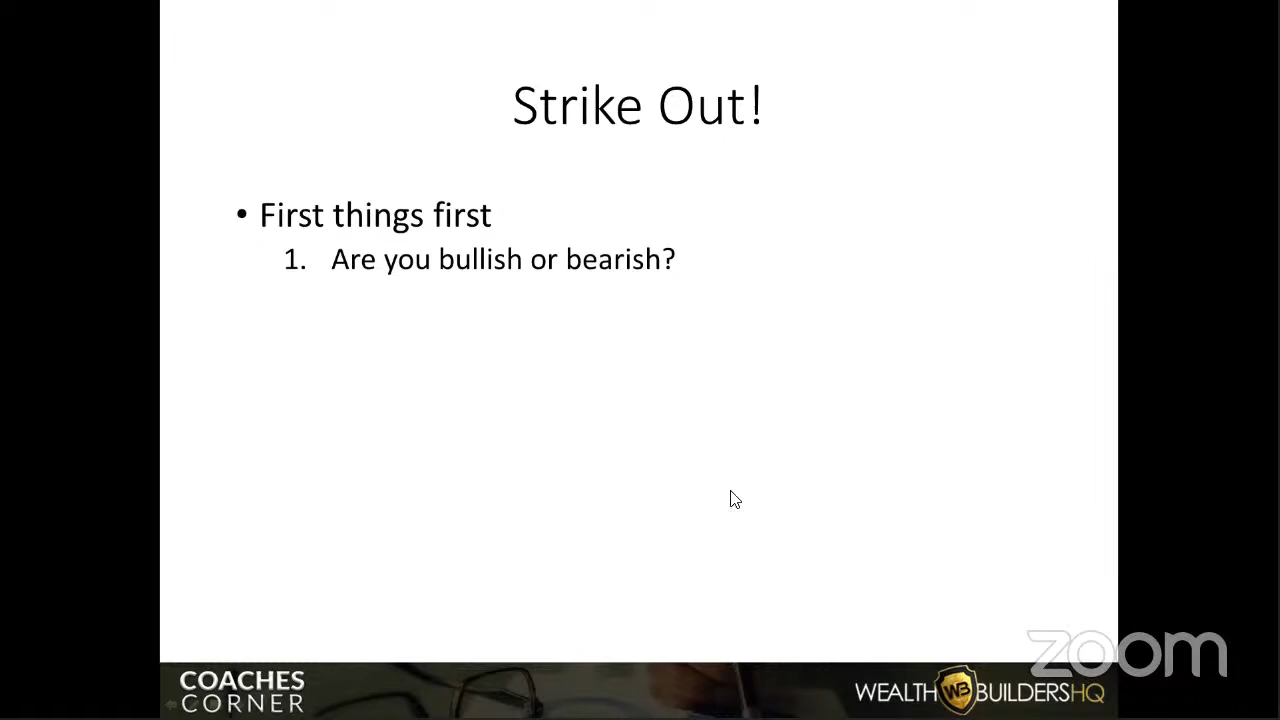 Strike Out!
• First things first
1. Are you bullish or bearish?
zoom
COACHES
CORNER
WEALTH WB BUILDERSHQ